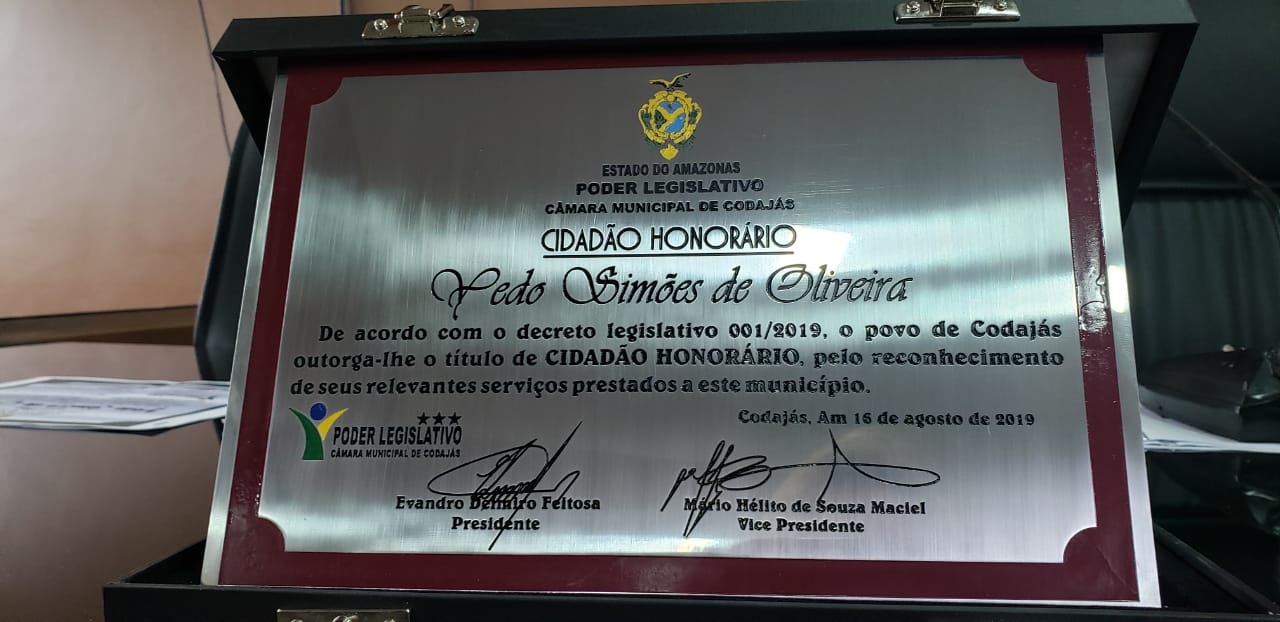 ESTADO DO AMAZONAS
PODER LEGISLATIVO
CÂMARA MUNICIPAL DE CODAJÁS
CIDADÃO HONORÁRIO
Yedo Simões de Oliveira
De acordo com o decreto legislativo 001/2019, o povo de Codajás
outorga-lhe o título de CIDADÃO HONORÁRIO, pelo reconhecimento
de seus relevantes serviços prestados a este município.
Codajás, Am 16 de agosto de 2019
PODER LEGISLATIVO
CÂMARA MUNICIPAL DE CODAJÁS
Evandro Delmiro Feitosa
Presidente
Mário Hélito de Souza Maciel
Vice Presidente